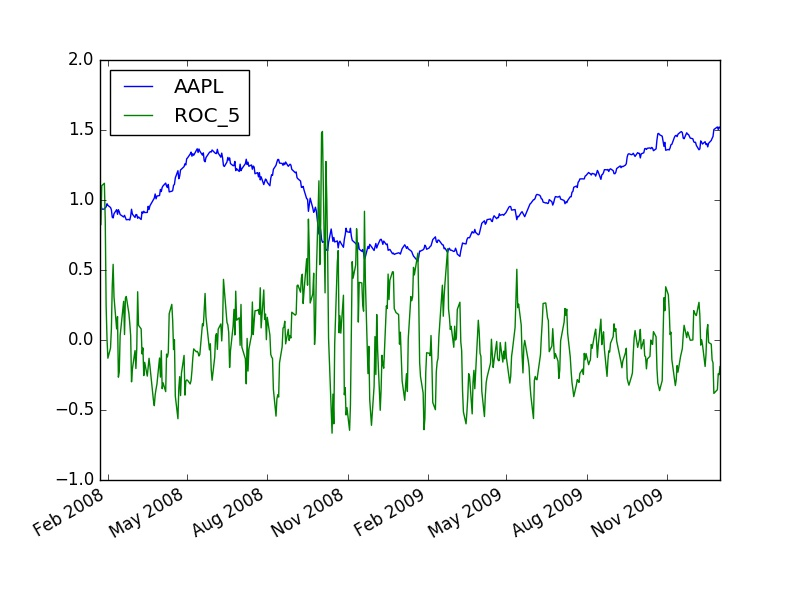 2.0
1.5
1.0
0.5
0.0
−0.5
−1.0
AAPL
ROC_5
Feb 2008
May 2008
Aug 2008
Nov 2008
Feb 2009
May 2009
Aug 2009
Nov 2009